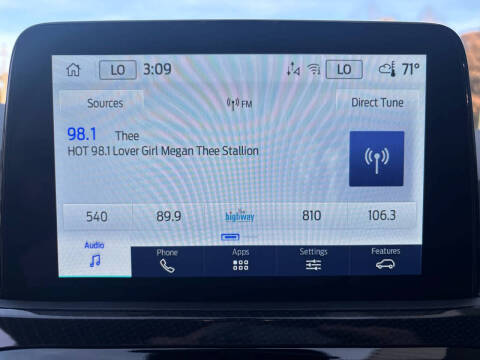 LO 3:09 LO 71°
Sources FM Direct Tune
98.1 Thee
HOT 98.1 Lover Girl Megan Thee Stallion
540 89.9 the highway 810 106.3
Audio Phone Apps Settings Features